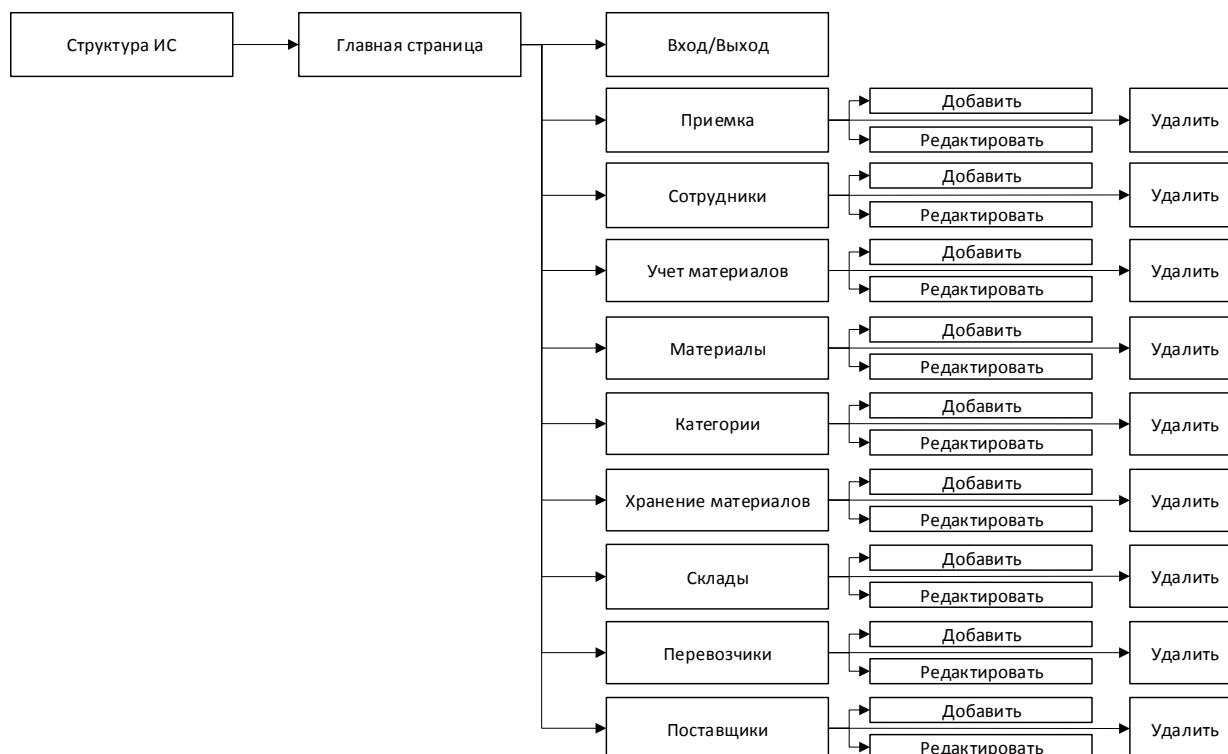 Структура ИС
Главная страница
Вход/Выход
Приемка
Добавить
Редактировать
Удалить
Сотрудники
Добавить
Редактировать
Удалить
Учет материалов
Добавить
Редактировать
Удалить
Материалы
Добавить
Редактировать
Удалить
Категории
Добавить
Редактировать
Удалить
Хранение материалов
Добавить
Редактировать
Удалить
Склады
Добавить
Редактировать
Удалить
Перевозчики
Добавить
Редактировать
Удалить
Поставщики
Добавить
Редактировать
Удалить